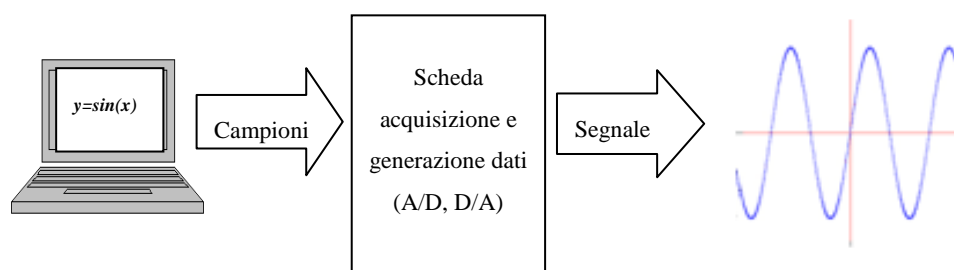 y=sin(x)
Campioni
Scheda
acquisizione e
generazione dati
(A/D, D/A)
Segnale